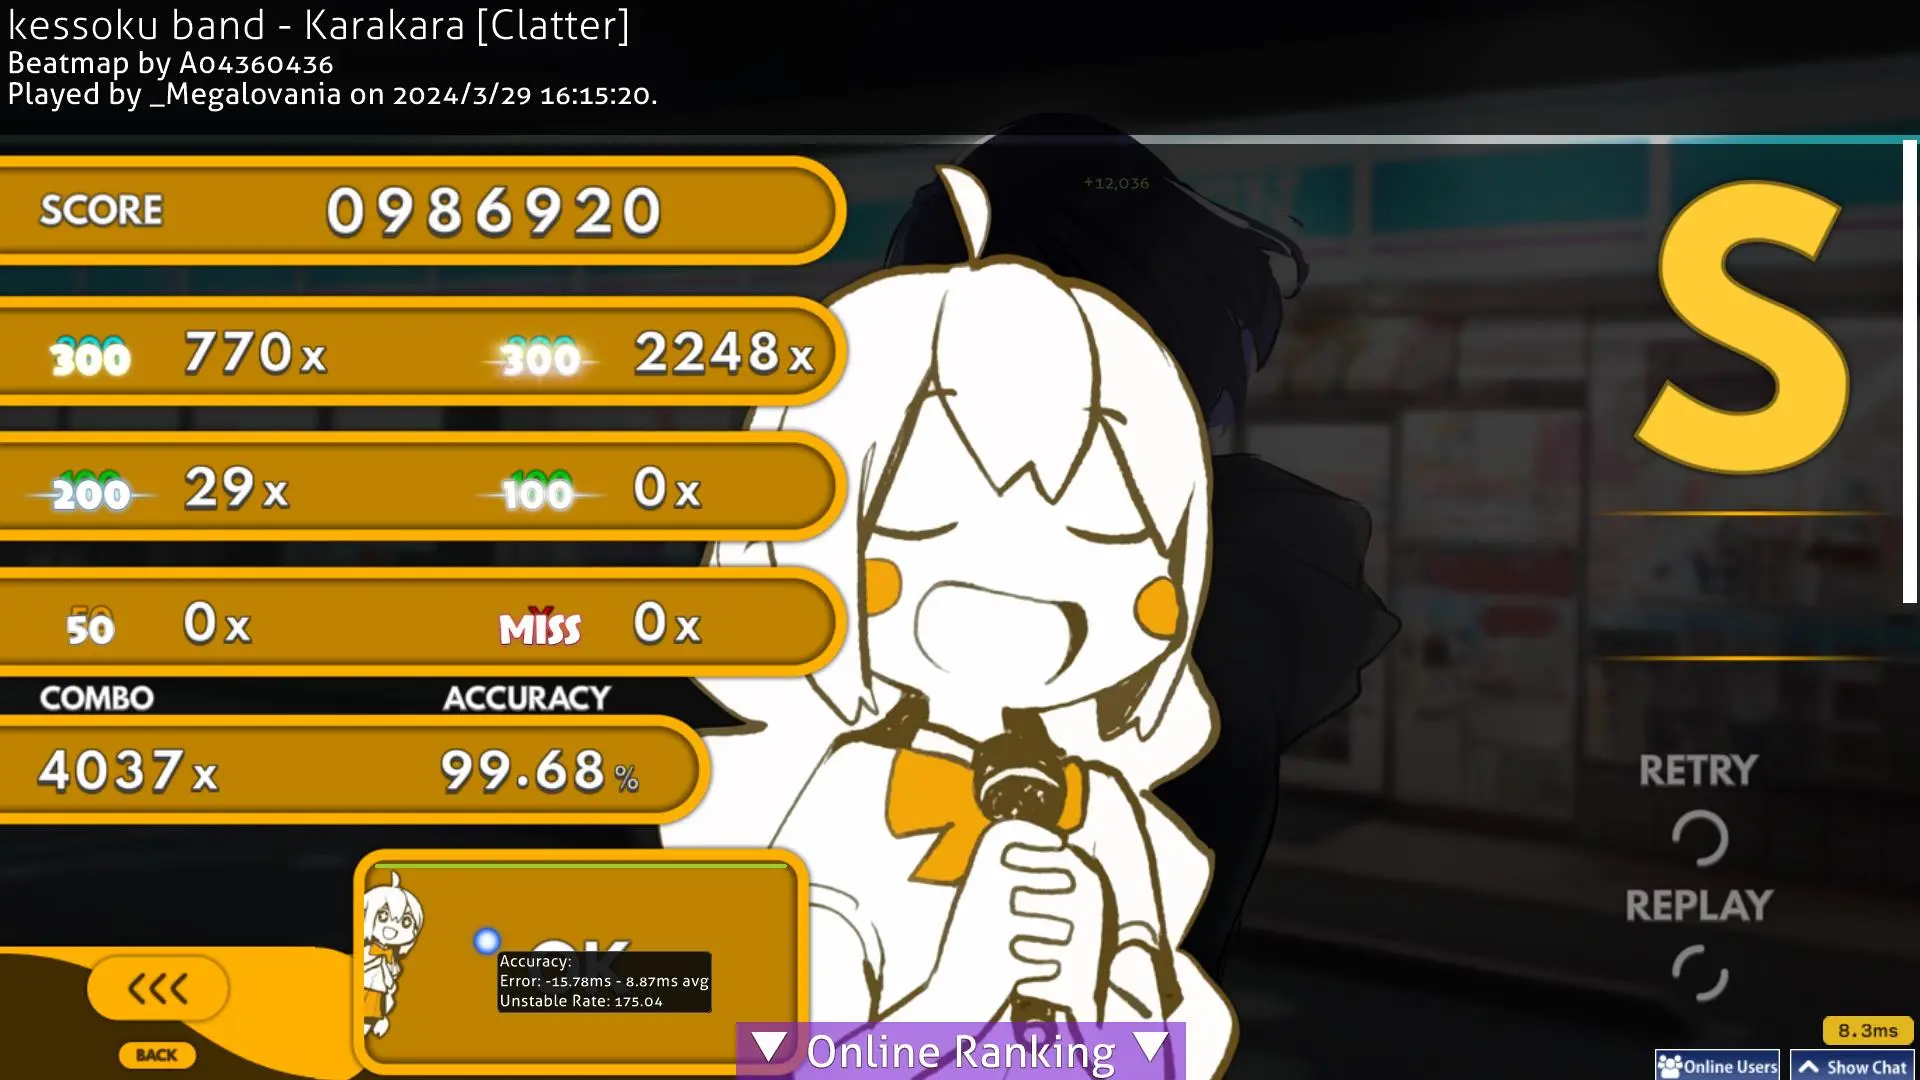 kessoku band - Karakara [Clatter]
Beatmap by A04360436
Played by _Megalovania on 2024/3/29 16:15:20.
+12,036
SCORE 0986920
300 770x 300 2248x
200 29x 100 0x
50 0x MISS 0x
COMBO ACCURACY
4037x 99.68%
S
RETRY
REPLAY
OK
Accuracy:
Error: -15.78ms - 8.87ms avg
Unstable Rate: 175.04
<<<
BACK
▼ Online Ranking ▼
8.3ms
Online Users
Show Chat